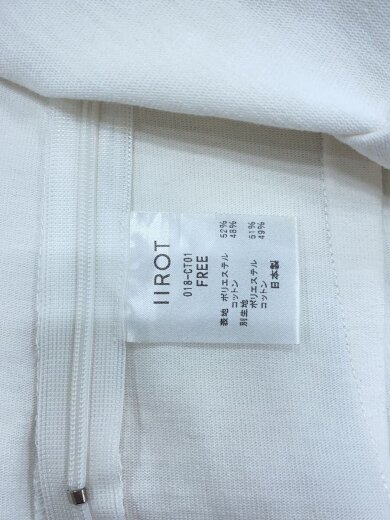 IIROT
018-CT01
FREE
表地 ポリエステル 52%
コットン 48%
別生地
ポリエステル 51%
コットン 49%
日本製